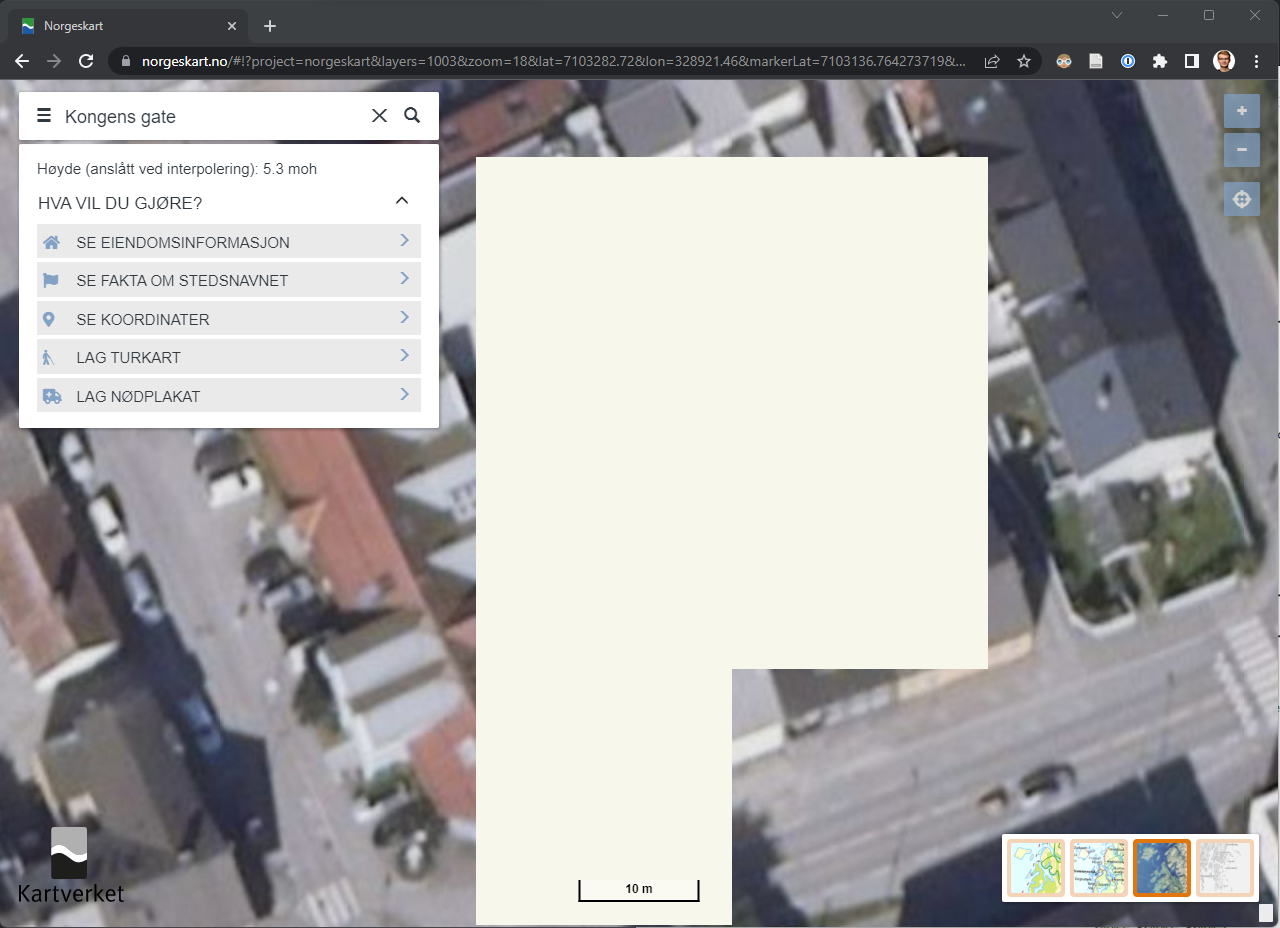 Norgeskart
norgeskart.no/#!?project=norgeskart&layers=1003&zoom=18&lat=7103282.72&lon=328921.46&markerLat=7103136.764273719&...
Kongens gate
Høyde (anslått ved interpolering): 5.3 moh
HVA VIL DU GJØRE?
SE EIENDOMSINFORMASJON
SE FAKTA OM STEDSNAVNET
SE KOORDINATER
LAG TURKART
LAG NØDPLAKAT
Kartverket
10 m